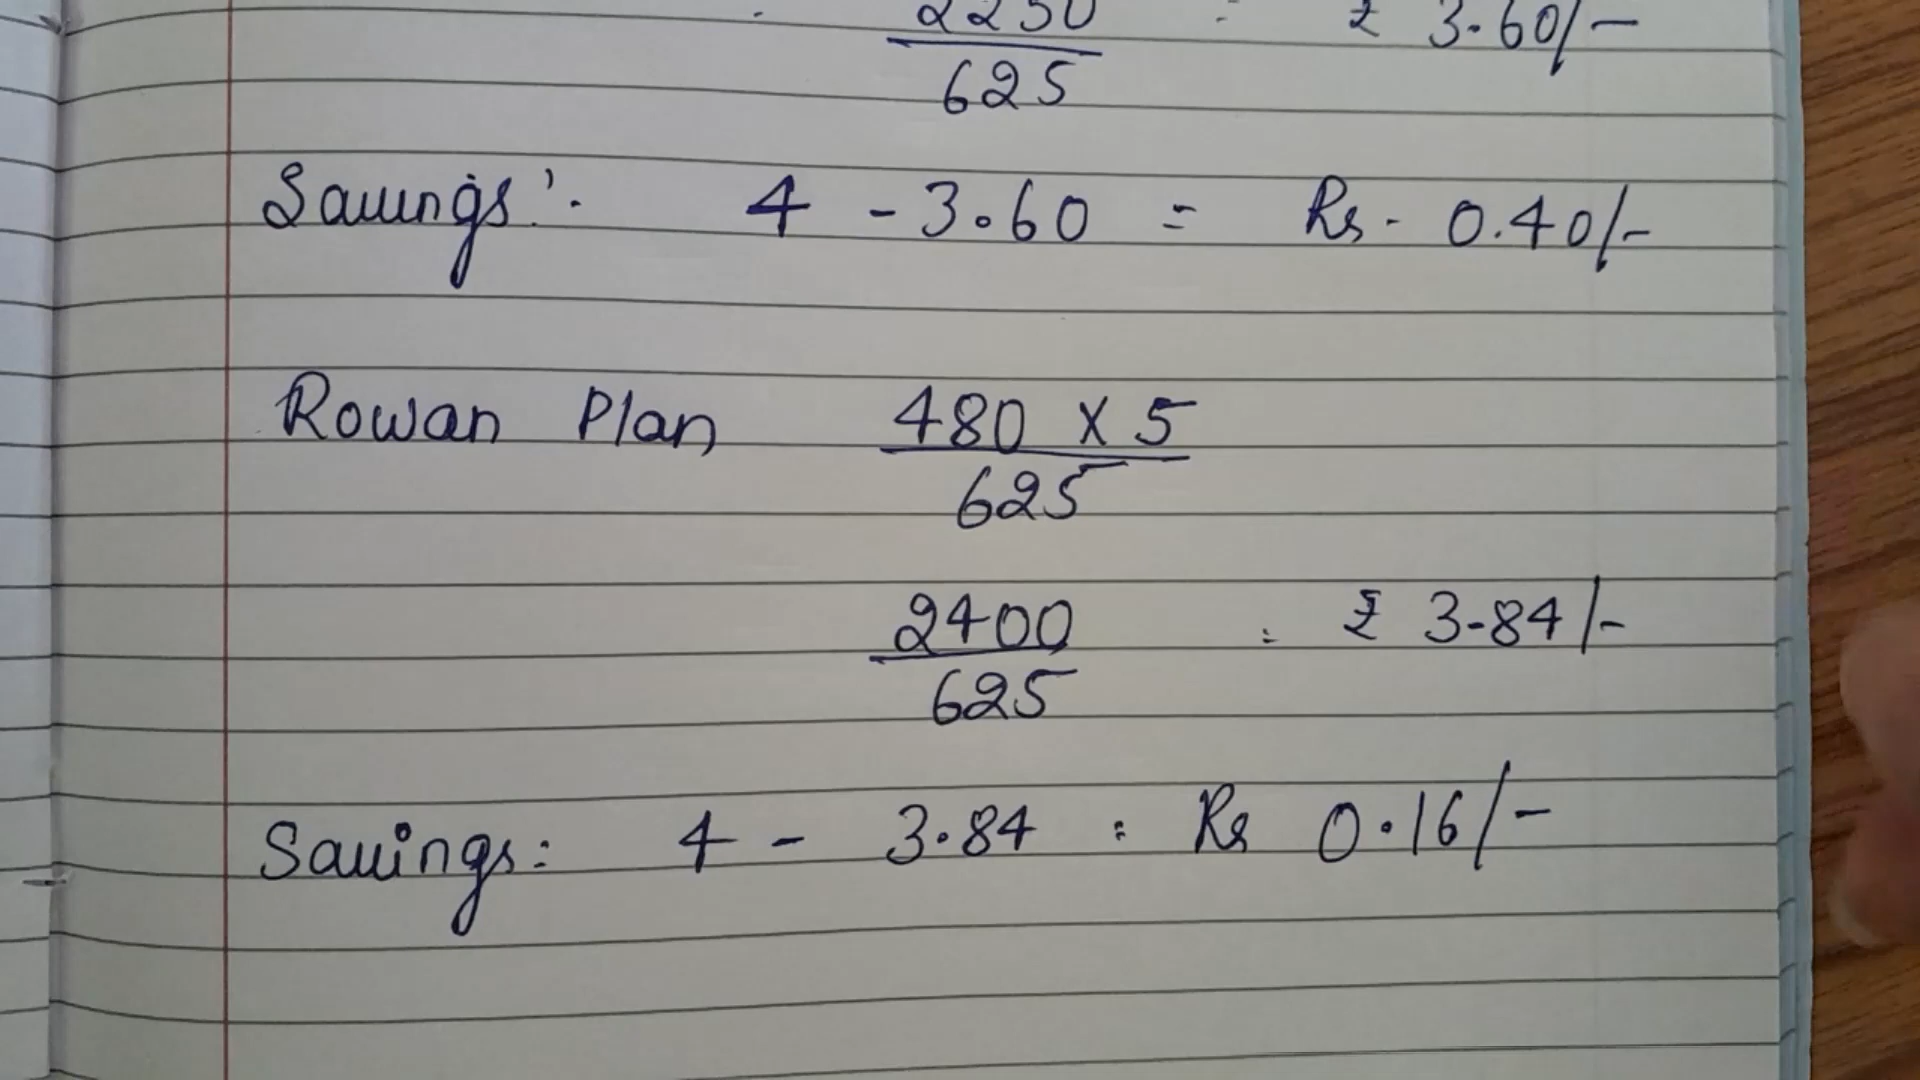 2250 = ₹ 3.60/-
625
Savings:- 4 - 3.60 = Rs. 0.40/-
Rowan Plan 480 x 5
625
2400 = ₹ 3.84/-
625
Savings: 4 - 3.84 = Rs 0.16/-